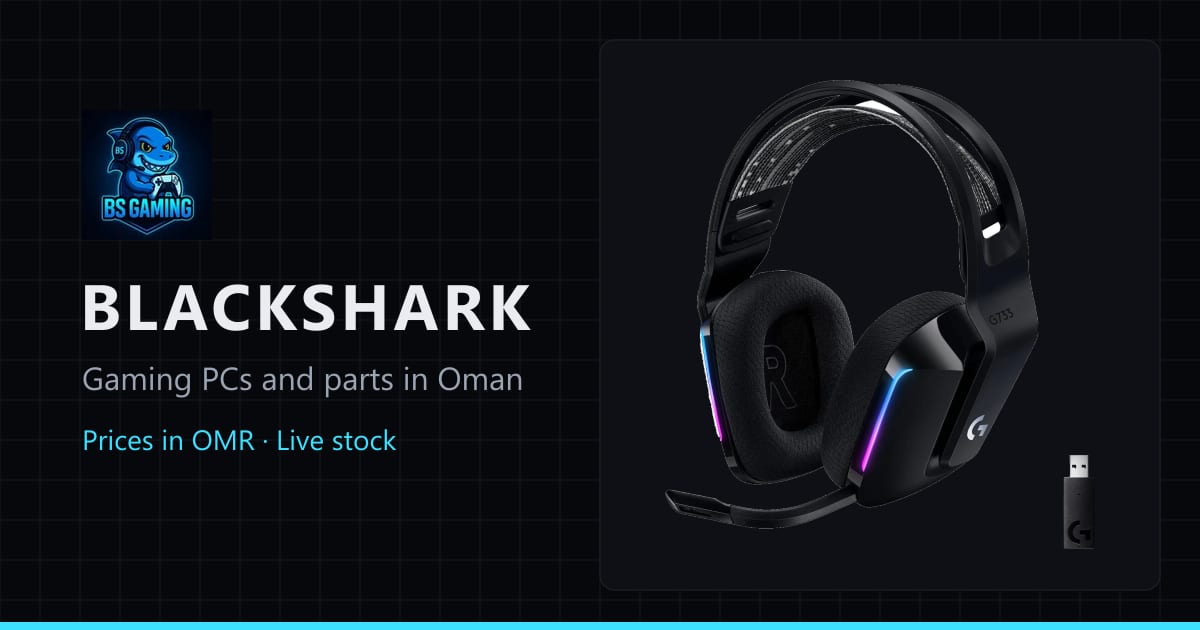 BS
BS GAMING
BLACKSHARK
Gaming PCs and parts in Oman
Prices in OMR · Live stock
R
G733
G
G